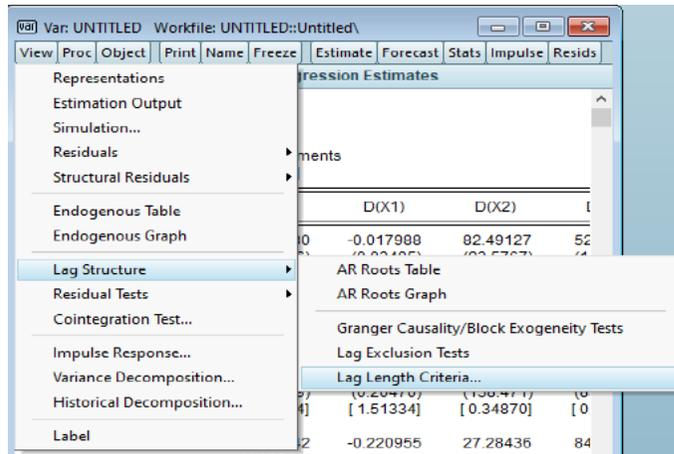 Var: UNTITLED Workfile: UNTITLED::Untitled\
View Proc Object Print Name Freeze Estimate Forecast Stats Impulse Resids
gression Estimates
Representations
Estimation Output
Simulation...
Residuals
ments
Structural Residuals
Endogenous Table
D(X1) D(X2)
Endogenous Graph
-0.017988 82.49127 52
Lag Structure
AR Roots Table
Residual Tests
AR Roots Graph
Cointegration Test...
Granger Causality/Block Exogeneity Tests
Impulse Response...
Lag Exclusion Tests
Variance Decomposition...
Lag Length Criteria...
Historical Decomposition...
[ 1.51334] [ 0.34870] [ 0
Label
-0.220955 27.28436 84